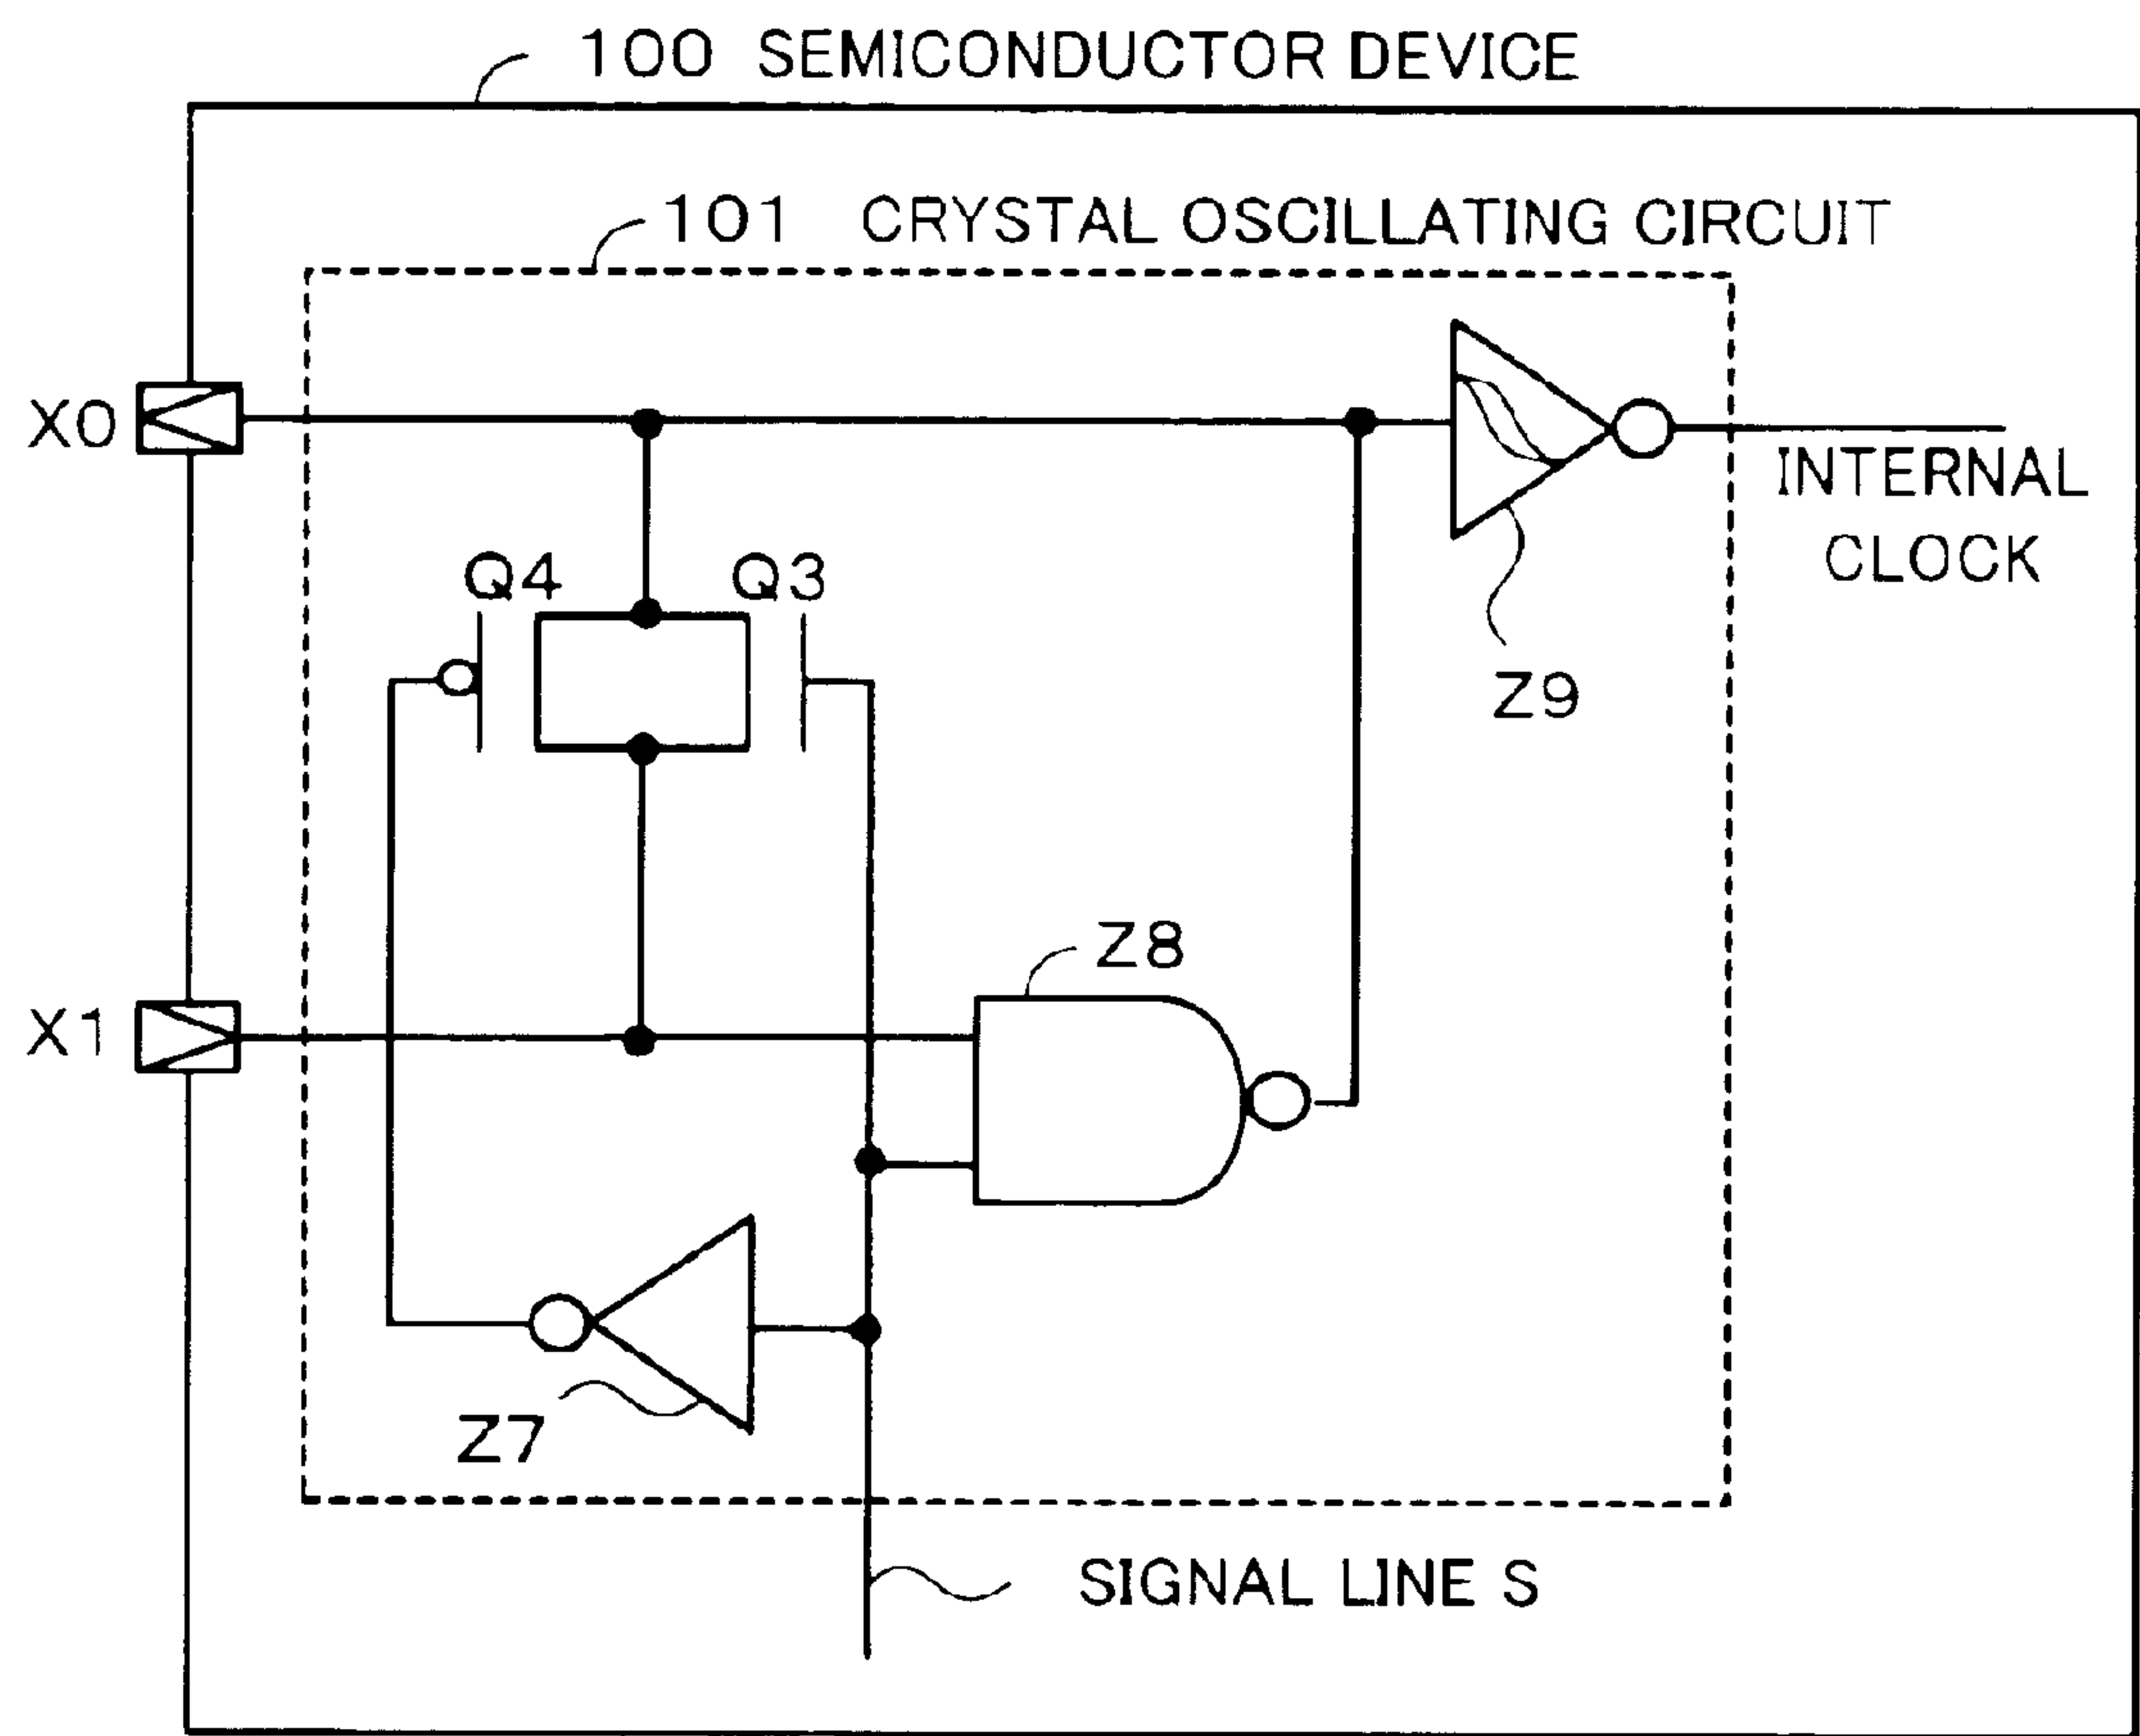 100 SEMICONDUCTOR DEVICE
101 CRYSTAL OSCILLATING CIRCUIT
X0
INTERNAL
CLOCK
Q4
Q3
Z9
Z8
X1
Z7
SIGNAL LINE S